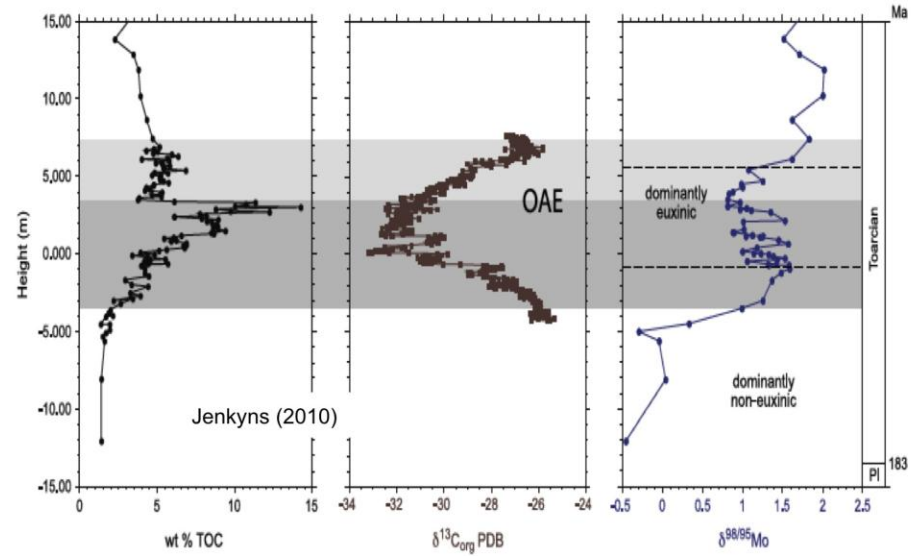 Ma
15.00
10.00
5,000
0.000
-5.000
-10.00
-15.00
Height (m)
0
5
10
15
wt % TOC
Jenkyns (2010)
OAE
-34
-32
-30
-28
-26
-24
δ¹³Corg PDB
dominantly
euxinic
dominantly
non-euxinic
-0.5
0
0.5
1
1.5
2
2.5
δ⁹⁸/⁹⁵Mo
Toarcian
183
Pl